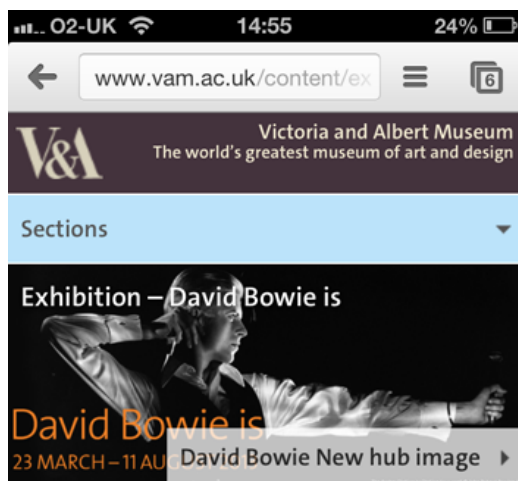 O2-UK 14:55 24%
www.vam.ac.uk/content/ex 6
V&A
Victoria and Albert Museum
The world's greatest museum of art and design
Sections
Exhibition – David Bowie is
David Bowie is
23 MARCH – 11 AUGUST 2013
David Bowie New hub image